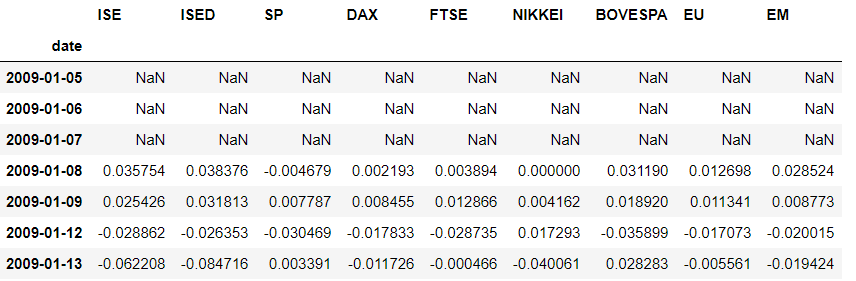 ISE ISED SP DAX FTSE NIKKEI BOVESPA EU EM
date
2009-01-05 NaN NaN NaN NaN NaN NaN NaN NaN NaN
2009-01-06 NaN NaN NaN NaN NaN NaN NaN NaN NaN
2009-01-07 NaN NaN NaN NaN NaN NaN NaN NaN NaN
2009-01-08 0.035754 0.038376 -0.004679 0.002193 0.003894 0.000000 0.031190 0.012698 0.028524
2009-01-09 0.025426 0.031813 0.007787 0.008455 0.012866 0.004162 0.018920 0.011341 0.008773
2009-01-12 -0.028862 -0.026353 -0.030469 -0.017833 -0.028735 0.017293 -0.035899 -0.017073 -0.020015
2009-01-13 -0.062208 -0.084716 0.003391 -0.011726 -0.000466 -0.040061 0.028283 -0.005561 -0.019424